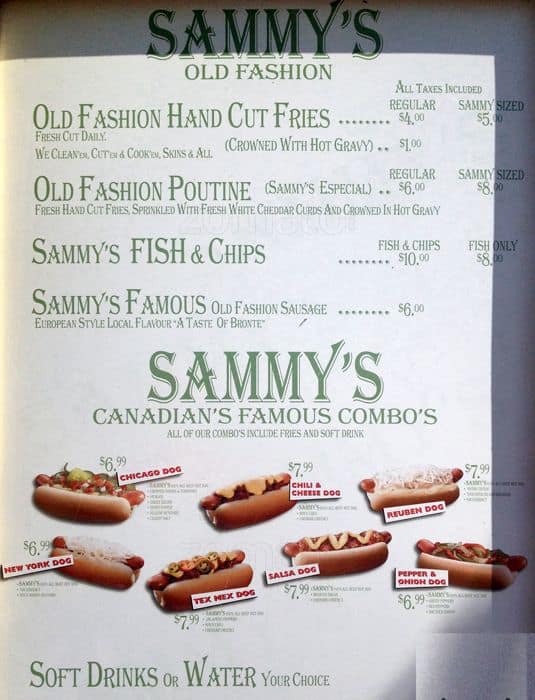 SAMMY'S
OLD FASHION
ALL TAXES INCLUDED
REGULAR SAMMY SIZED
OLD FASHION HAND CUT FRIES ........ $4.00 $5.00
FRESH CUT DAILY.
WE CLEAN'EM, CUT'EM & COOK'EM, SKINS & ALL (CROWNED WITH HOT GRAVY) .. $1.00
REGULAR SAMMY SIZED
OLD FASHION POUTINE (SAMMY'S ESPECIAL) .. $6.00 $8.00
FRESH HAND CUT FRIES, SPRINKLED WITH FRESH WHITE CHEDDAR CURDS AND CROWNED IN HOT GRAVY
FISH & CHIPS FISH ONLY
SAMMY'S FISH & CHIPS ........ $10.00 $8.00
SAMMY'S FAMOUS OLD FASHION SAUSAGE ........ $6.00
EUROPEAN STYLE LOCAL FLAVOUR "A TASTE OF BRONTE"
SAMMY'S
CANADIAN'S FAMOUS COMBO'S
ALL OF OUR COMBO'S INCLUDE FRIES AND SOFT DRINK
$6.99 CHICAGO DOG
$7.99 CHILI & CHEESE DOG
$7.99 REUBEN DOG
$6.99 NEW YORK DOG
TEX MEX DOG $7.99
SALSA DOG $7.99
PEPPER & ONION DOG $6.99
SOFT DRINKS OR WATER YOUR CHOICE